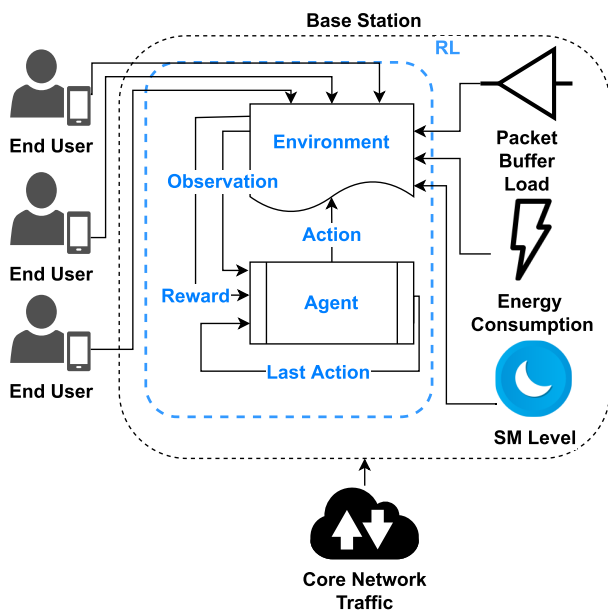 Base Station
RL
End User
Environment
Packet
Buffer
Load
Observation
Action
End User
Reward
Agent
Energy
Consumption
Last Action
End User
SM Level
Core Network
Traffic